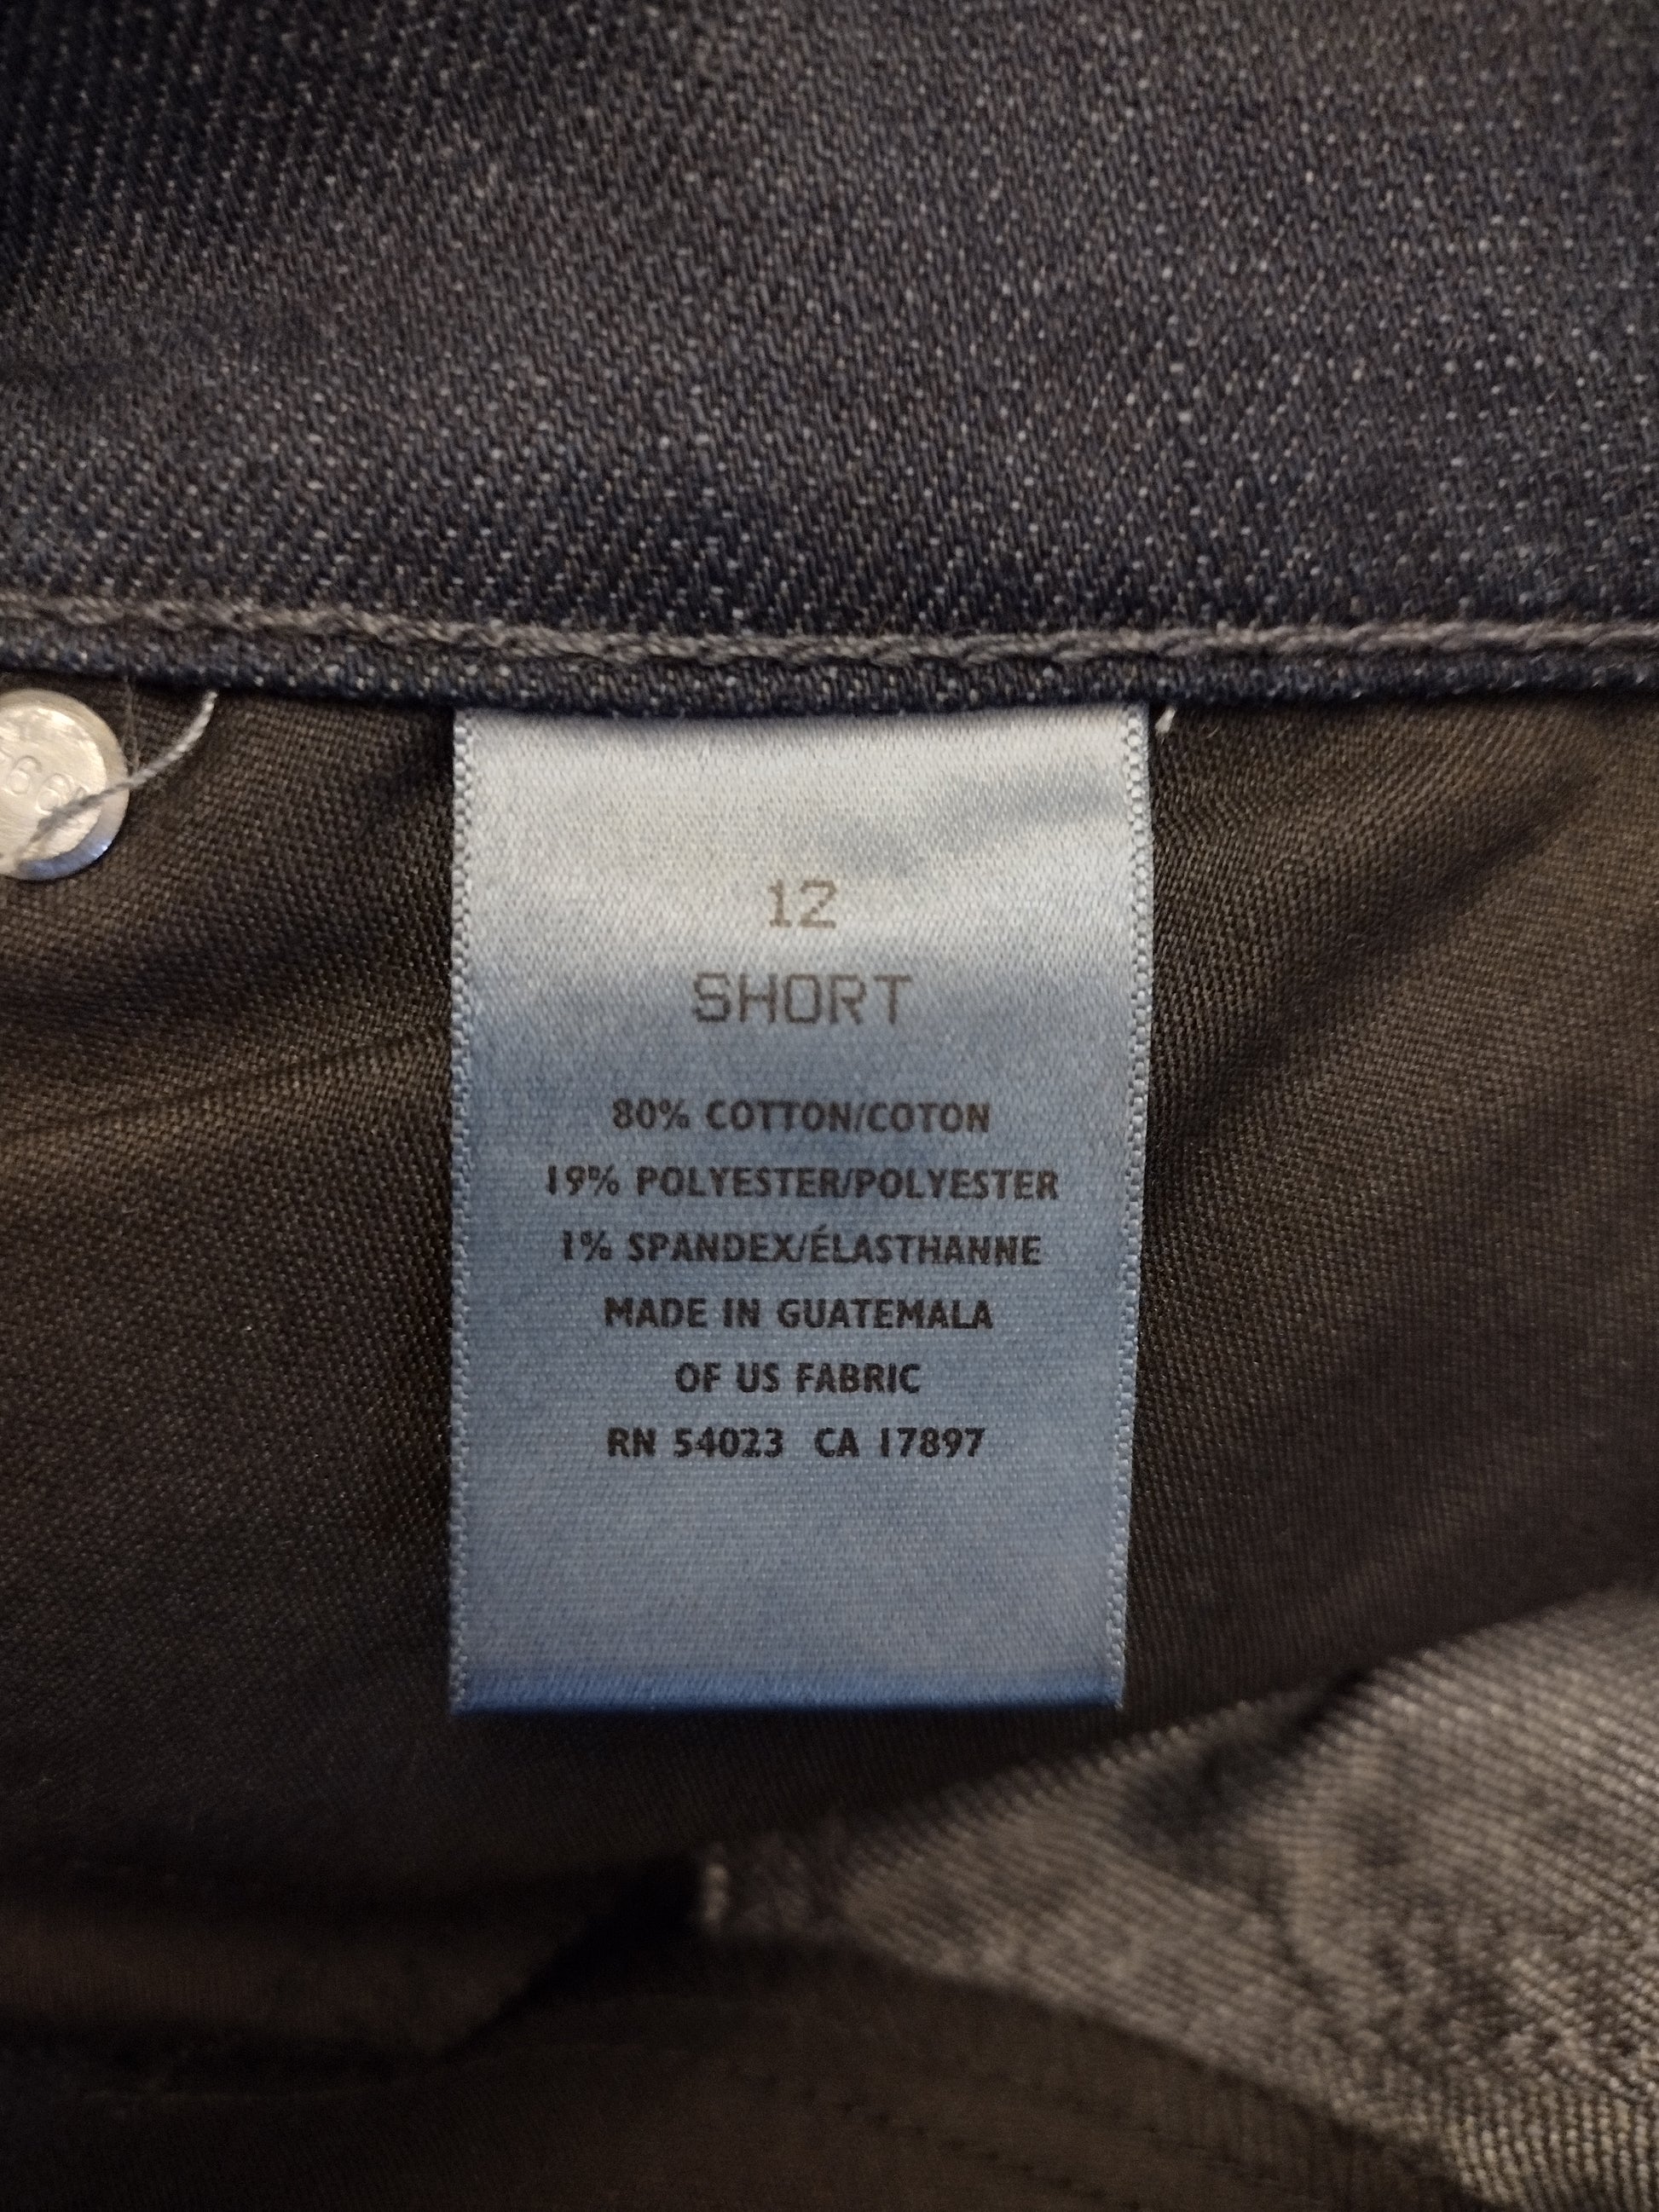 12
SHORT
80% COTTON/COTON
19% POLYESTER/POLYESTER
1% SPANDEX/ÉLASTHANNE
MADE IN GUATEMALA
OF US FABRIC
RN 54023 CA 17897